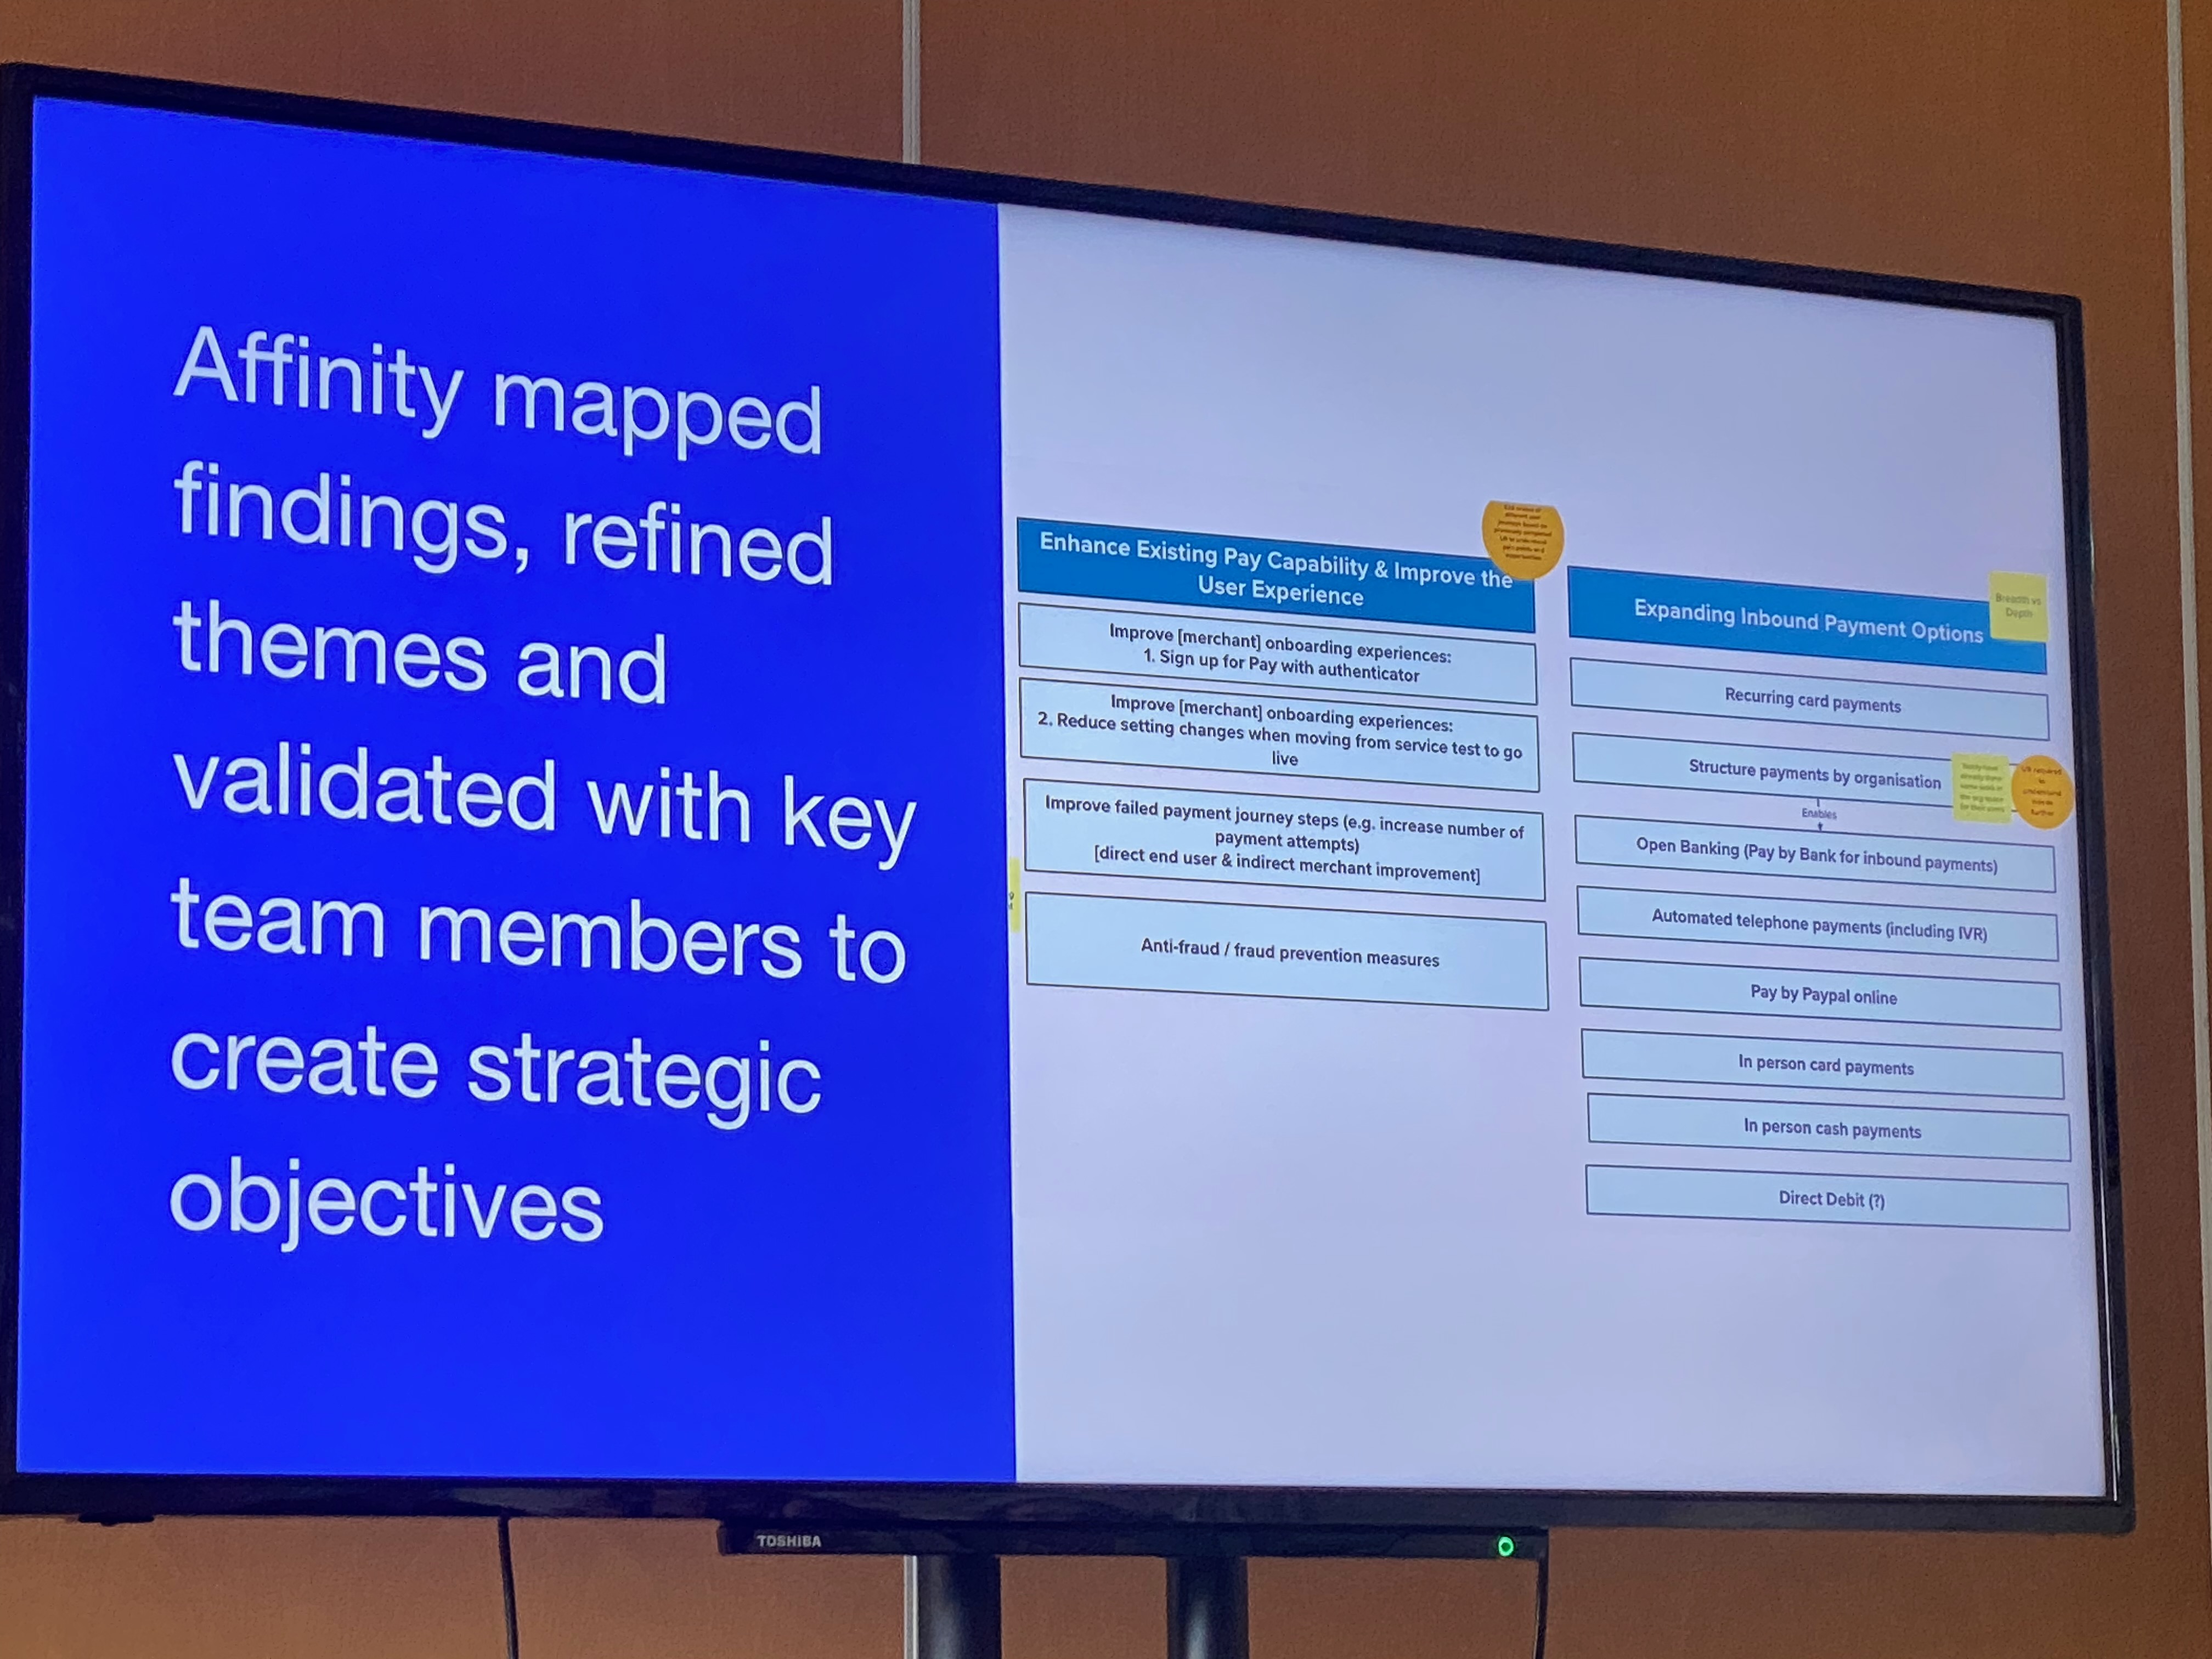 Affinity mapped
findings, refined
themes and
validated with key
team members to
create strategic
objectives
Enhance Existing Pay Capability & Improve the
User Experience
Improve [merchant] onboarding experiences:
1. Sign up for Pay with authenticator
Improve [merchant] onboarding experiences:
2. Reduce setting changes when moving from service test to go
live
Improve failed payment journey steps (e.g. increase number of
payment attempts)
[direct end user & indirect merchant improvement]
Anti-fraud / fraud prevention measures
Expanding Inbound Payment Options
Breadth vs
Depth
Recurring card payments
Structure payments by organisation
UR required
to
understand
needs
further
Enables
Open Banking (Pay by Bank for inbound payments)
Automated telephone payments (including IVR)
Pay by Paypal online
In person card payments
In person cash payments
Direct Debit (?)
TOSHIBA